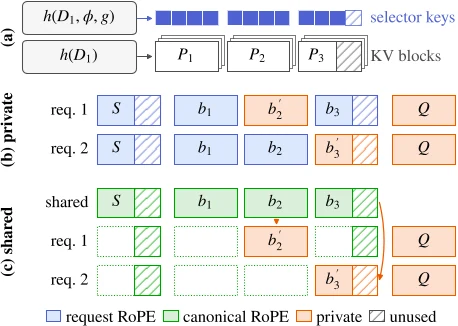 (a)
h(D₁, ϕ, g)
selector keys
h(D₁)
P₁ P₂ P₃
KV blocks
(b) private
req. 1 S b₁ b₂′ b₃ Q
req. 2 S b₁ b₂ b₃′ Q
(c) shared
shared S b₁ b₂ b₃
req. 1 b₂′ Q
req. 2 b₃′ Q
request RoPE canonical RoPE private unused